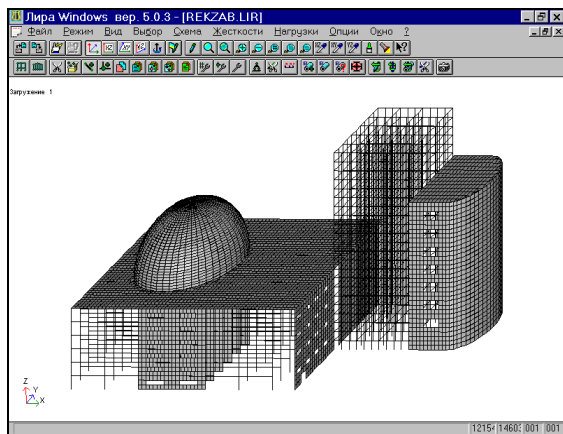 Лира Windows вер. 5.0.3 - [REKZAB.LIR]
Файл Режим Вид Выбор Схема Жесткости Нагрузки Опции Окно ?
Загружение 1
Z
Y
X
001 001